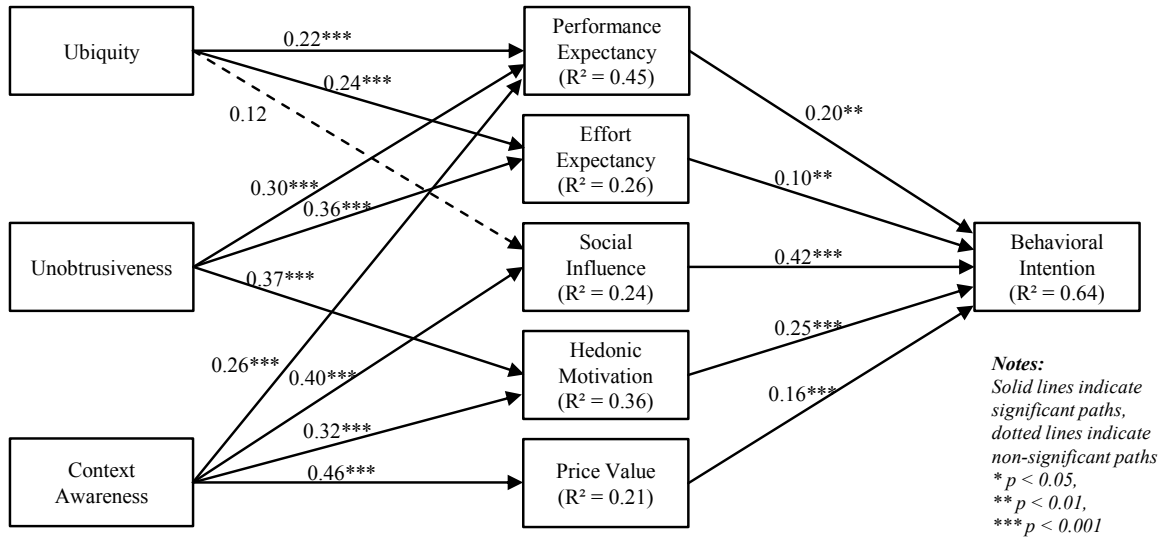 Ubiquity
Unobtrusiveness
Context
Awareness
0.22***
0.24***
0.12
0.30***
0.36***
0.37***
0.26***
0.40***
0.32***
0.46***
Performance
Expectancy
(R² = 0.45)
Effort
Expectancy
(R² = 0.26)
Social
Influence
(R² = 0.24)
Hedonic
Motivation
(R² = 0.36)
Price Value
(R² = 0.21)
0.20**
0.10**
0.42***
0.25***
0.16***
Behavioral
Intention
(R² = 0.64)
Notes:
Solid lines indicate
significant paths,
dotted lines indicate
non-significant paths
* p < 0.05,
** p < 0.01,
*** p < 0.001